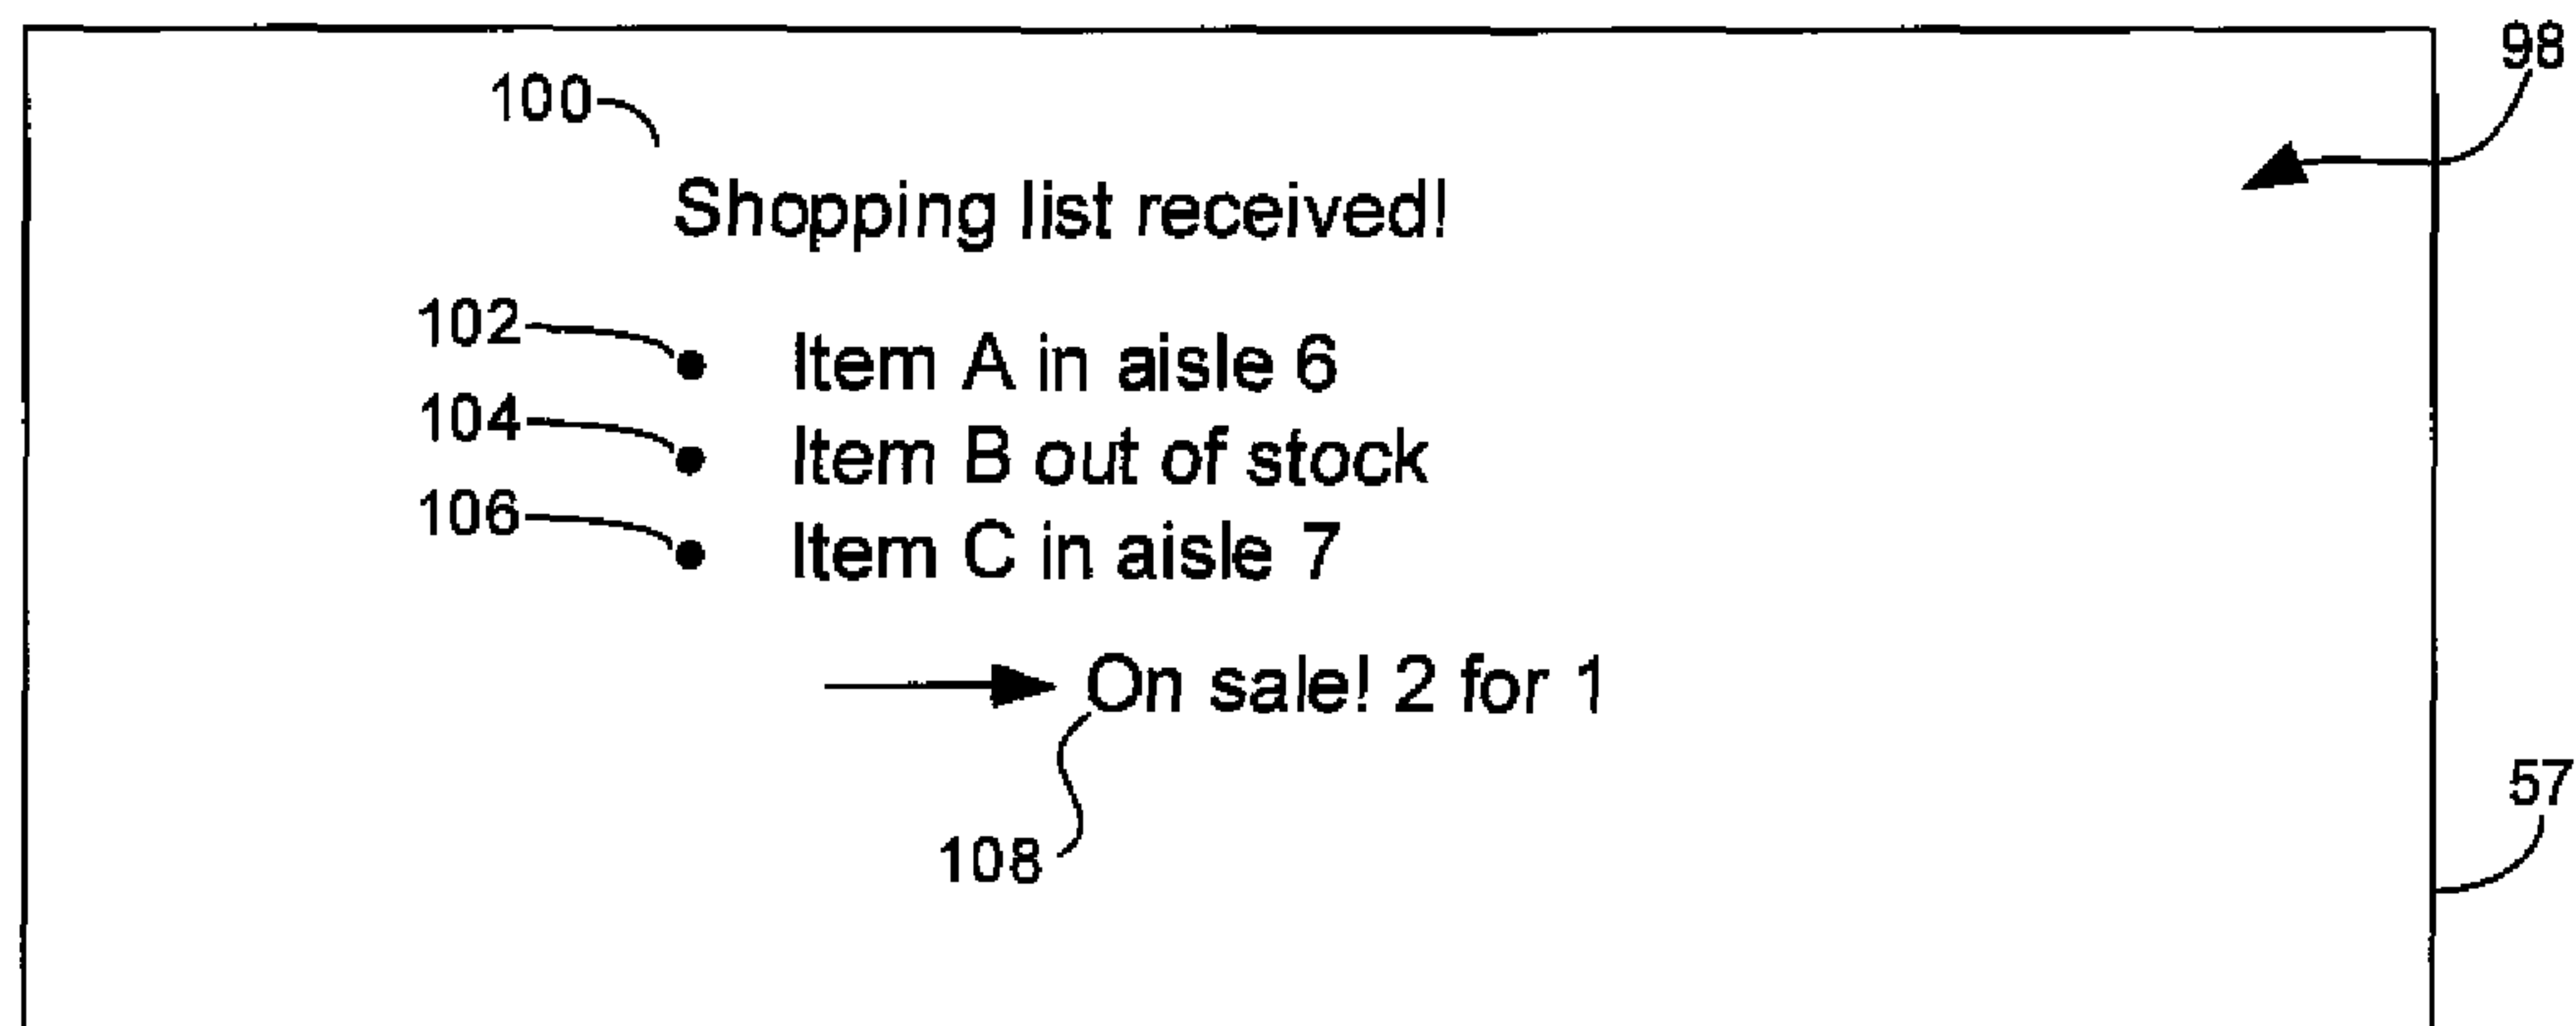 98
100
Shopping list received!
102 • Item A in aisle 6
104 • Item B out of stock
106 • Item C in aisle 7
On sale! 2 for 1
57
108